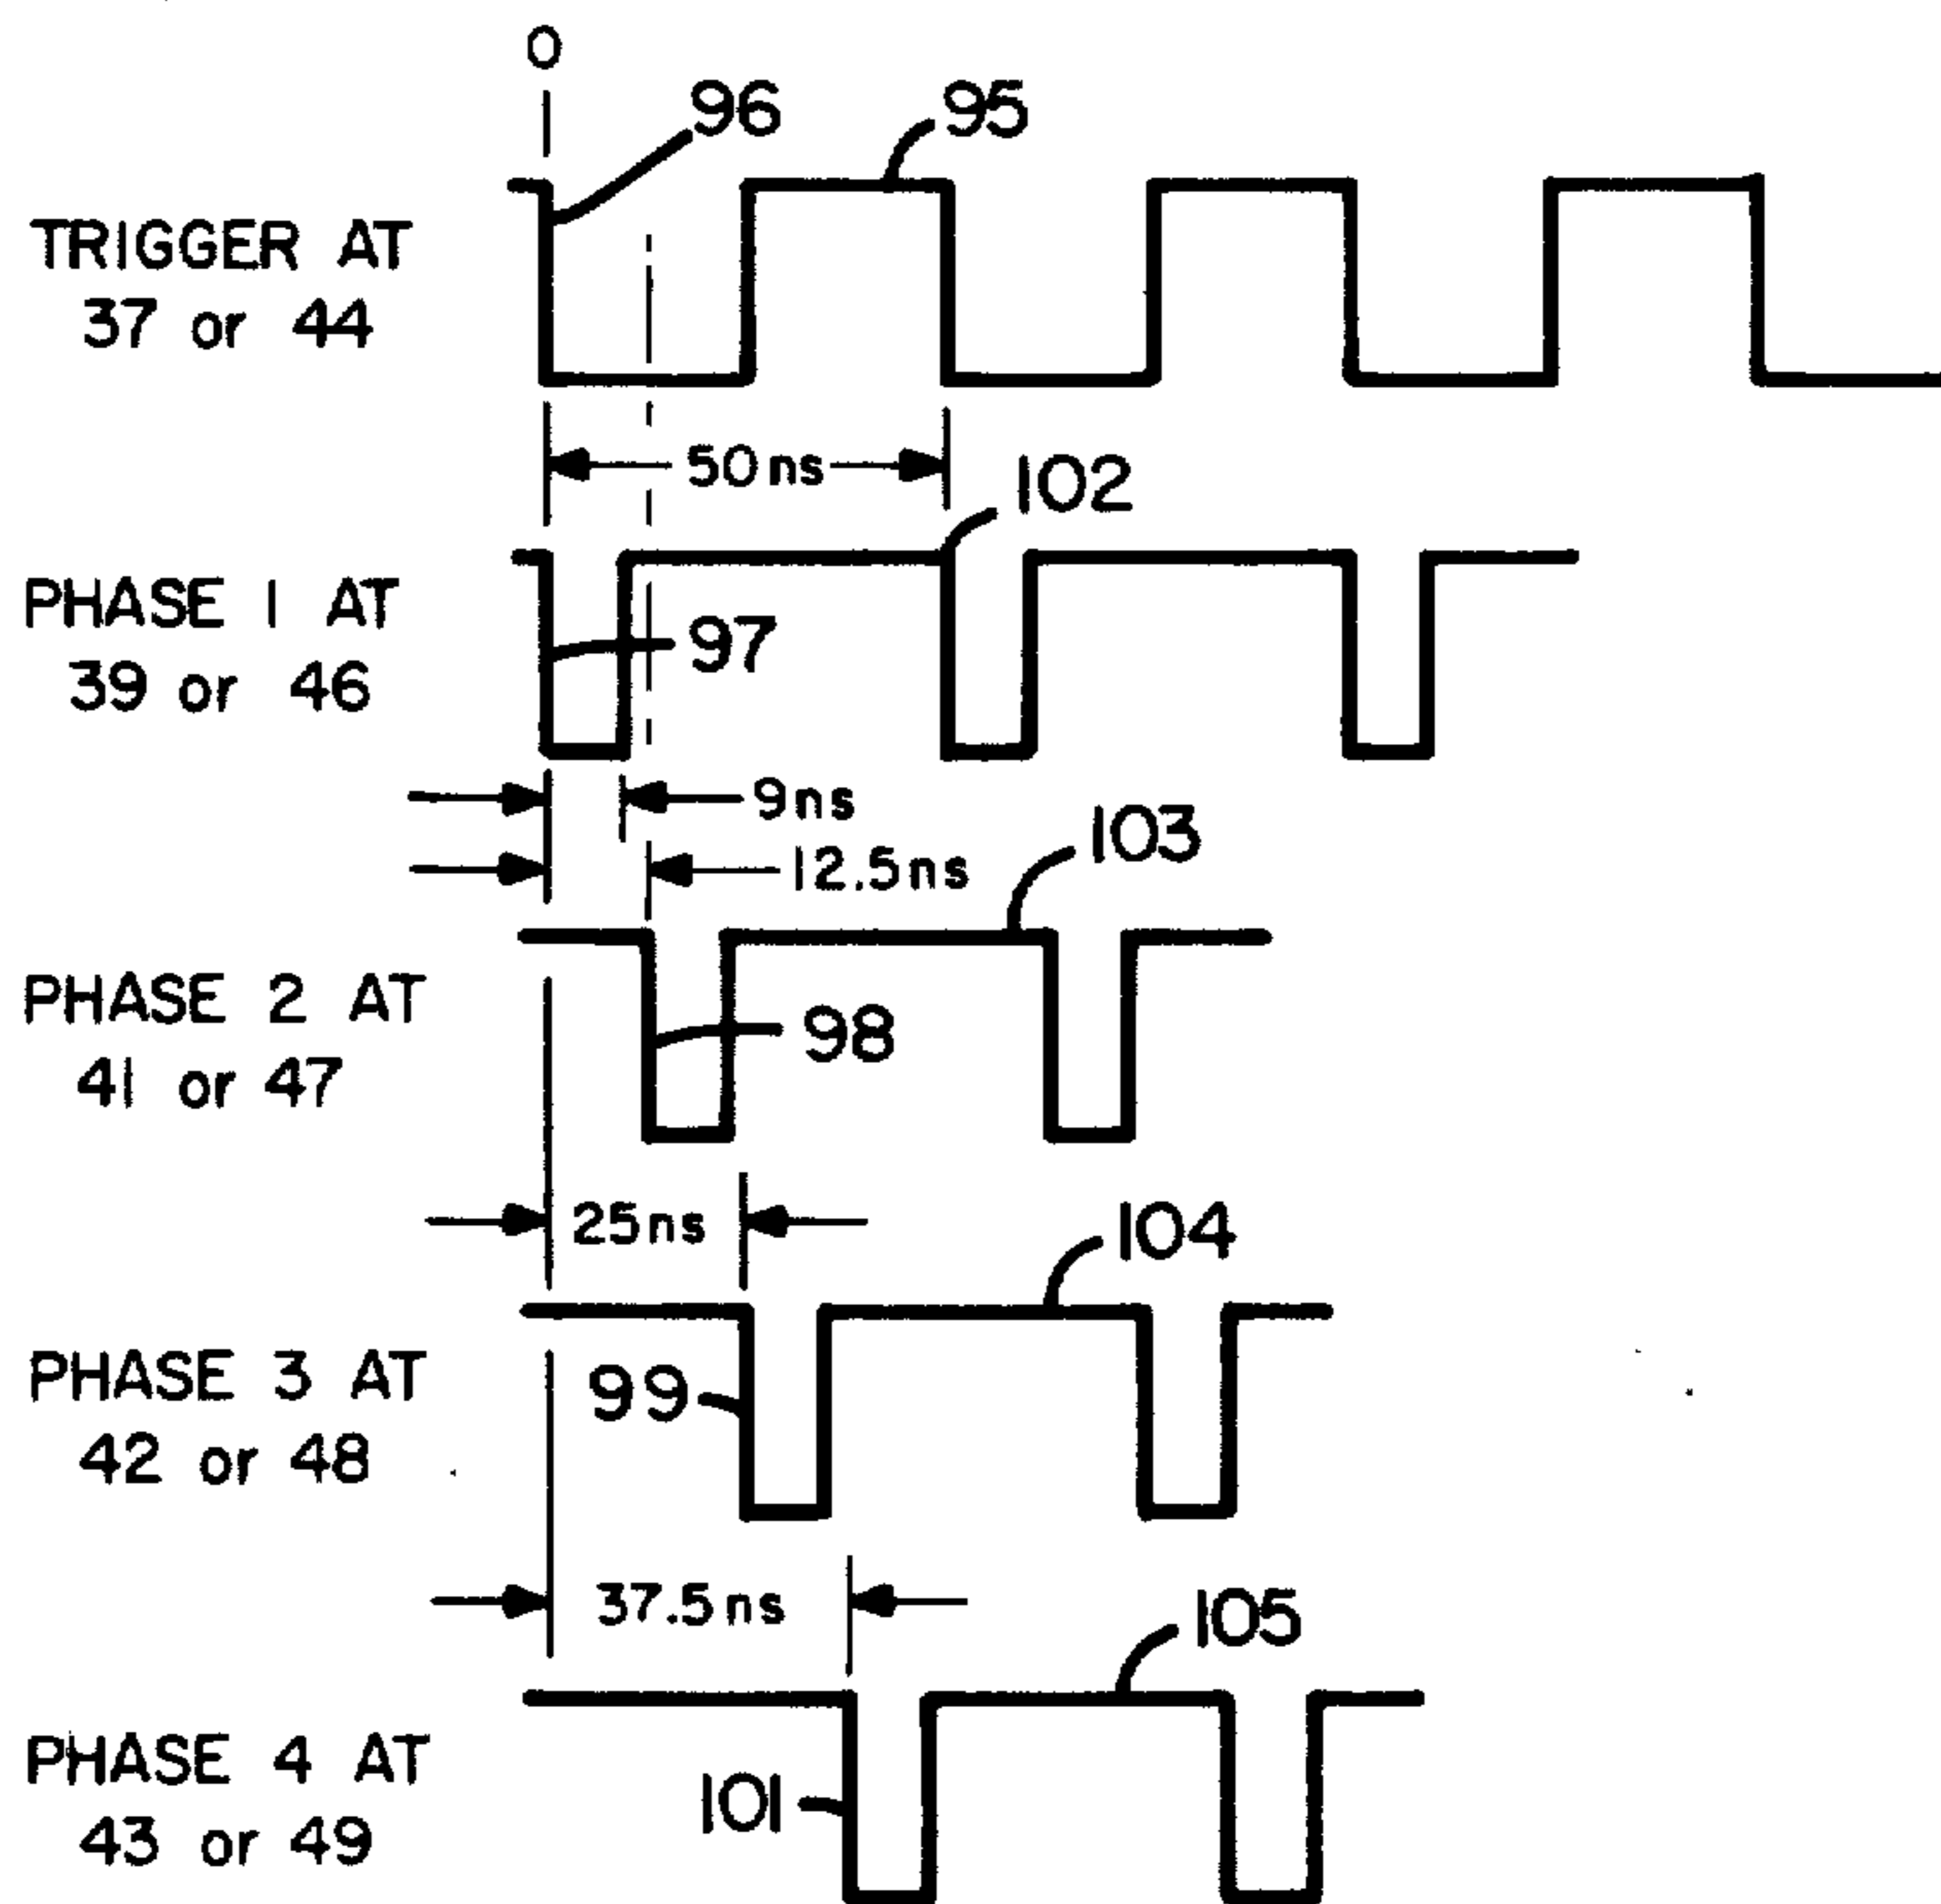 0
96
95
TRIGGER AT
37 or 44
50ns
102
PHASE 1 AT
39 or 46
97
9ns
12.5ns
103
PHASE 2 AT
41 or 47
98
25ns
104
PHASE 3 AT
42 or 48
99
37.5ns
105
PHASE 4 AT
43 or 49
101